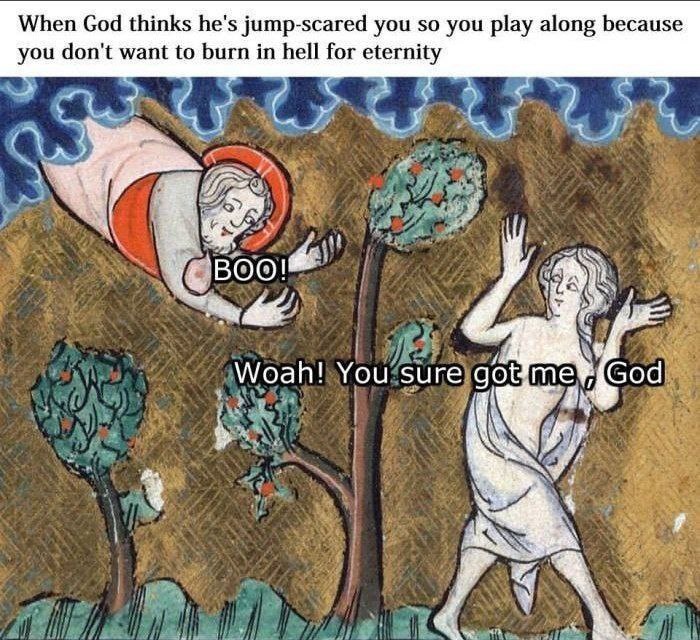 When God thinks he's jump-scared you so you play along because
you don't want to burn in hell for eternity
BOO!
Woah! You sure got me , God